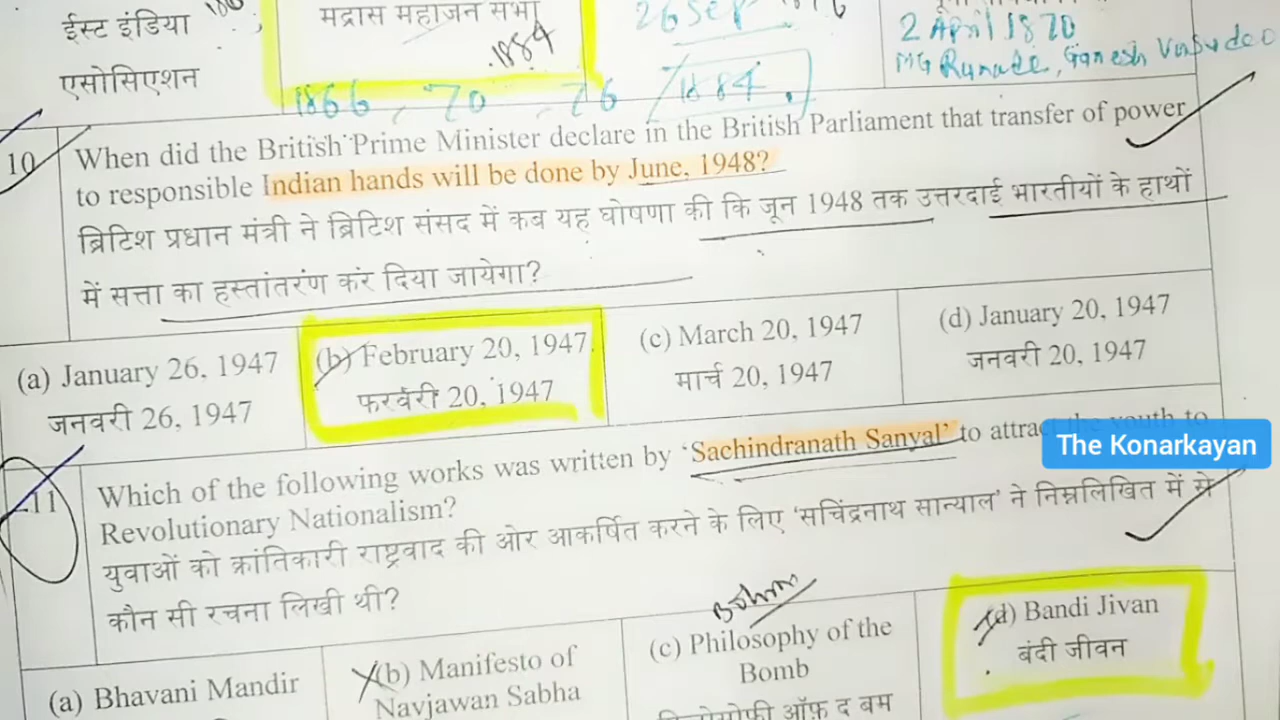 ईस्ट इंडिया
एसोसिएशन
मद्रास महाजन सभा
1884
26 Sep
2 April 1870
MG Ranade, Ganesh Vasudeo
1866, 70, 76 1884
10 When did the British Prime Minister declare in the British Parliament that transfer of power
to responsible Indian hands will be done by June, 1948?
ब्रिटिश प्रधान मंत्री ने ब्रिटिश संसद में कब यह घोषणा की कि जून 1948 तक उत्तरदाई भारतीयों के हाथों
में सत्ता का हस्तांतरंण करं दिया जायेगा?
(a) January 26, 1947
जनवरी 26, 1947
(b) February 20, 1947
फरवरी 20, 1947
(c) March 20, 1947
मार्च 20, 1947
(d) January 20, 1947
जनवरी 20, 1947
The Konarkayan
11 Which of the following works was written by ‘Sachindranath Sanyal’ to attract the youth to
Revolutionary Nationalism?
युवाओं को क्रांतिकारी राष्ट्रवाद की ओर आकर्षित करने के लिए ‘सचिंद्रनाथ सान्याल’ ने निम्नलिखित में से
कौन सी रचना लिखी थी?
(a) Bhavani Mandir
(b) Manifesto of
Navjawan Sabha
(c) Philosophy of the
Bomb
फिलोसोफी ऑफ़ द बम
(d) Bandi Jivan
बंदी जीवन